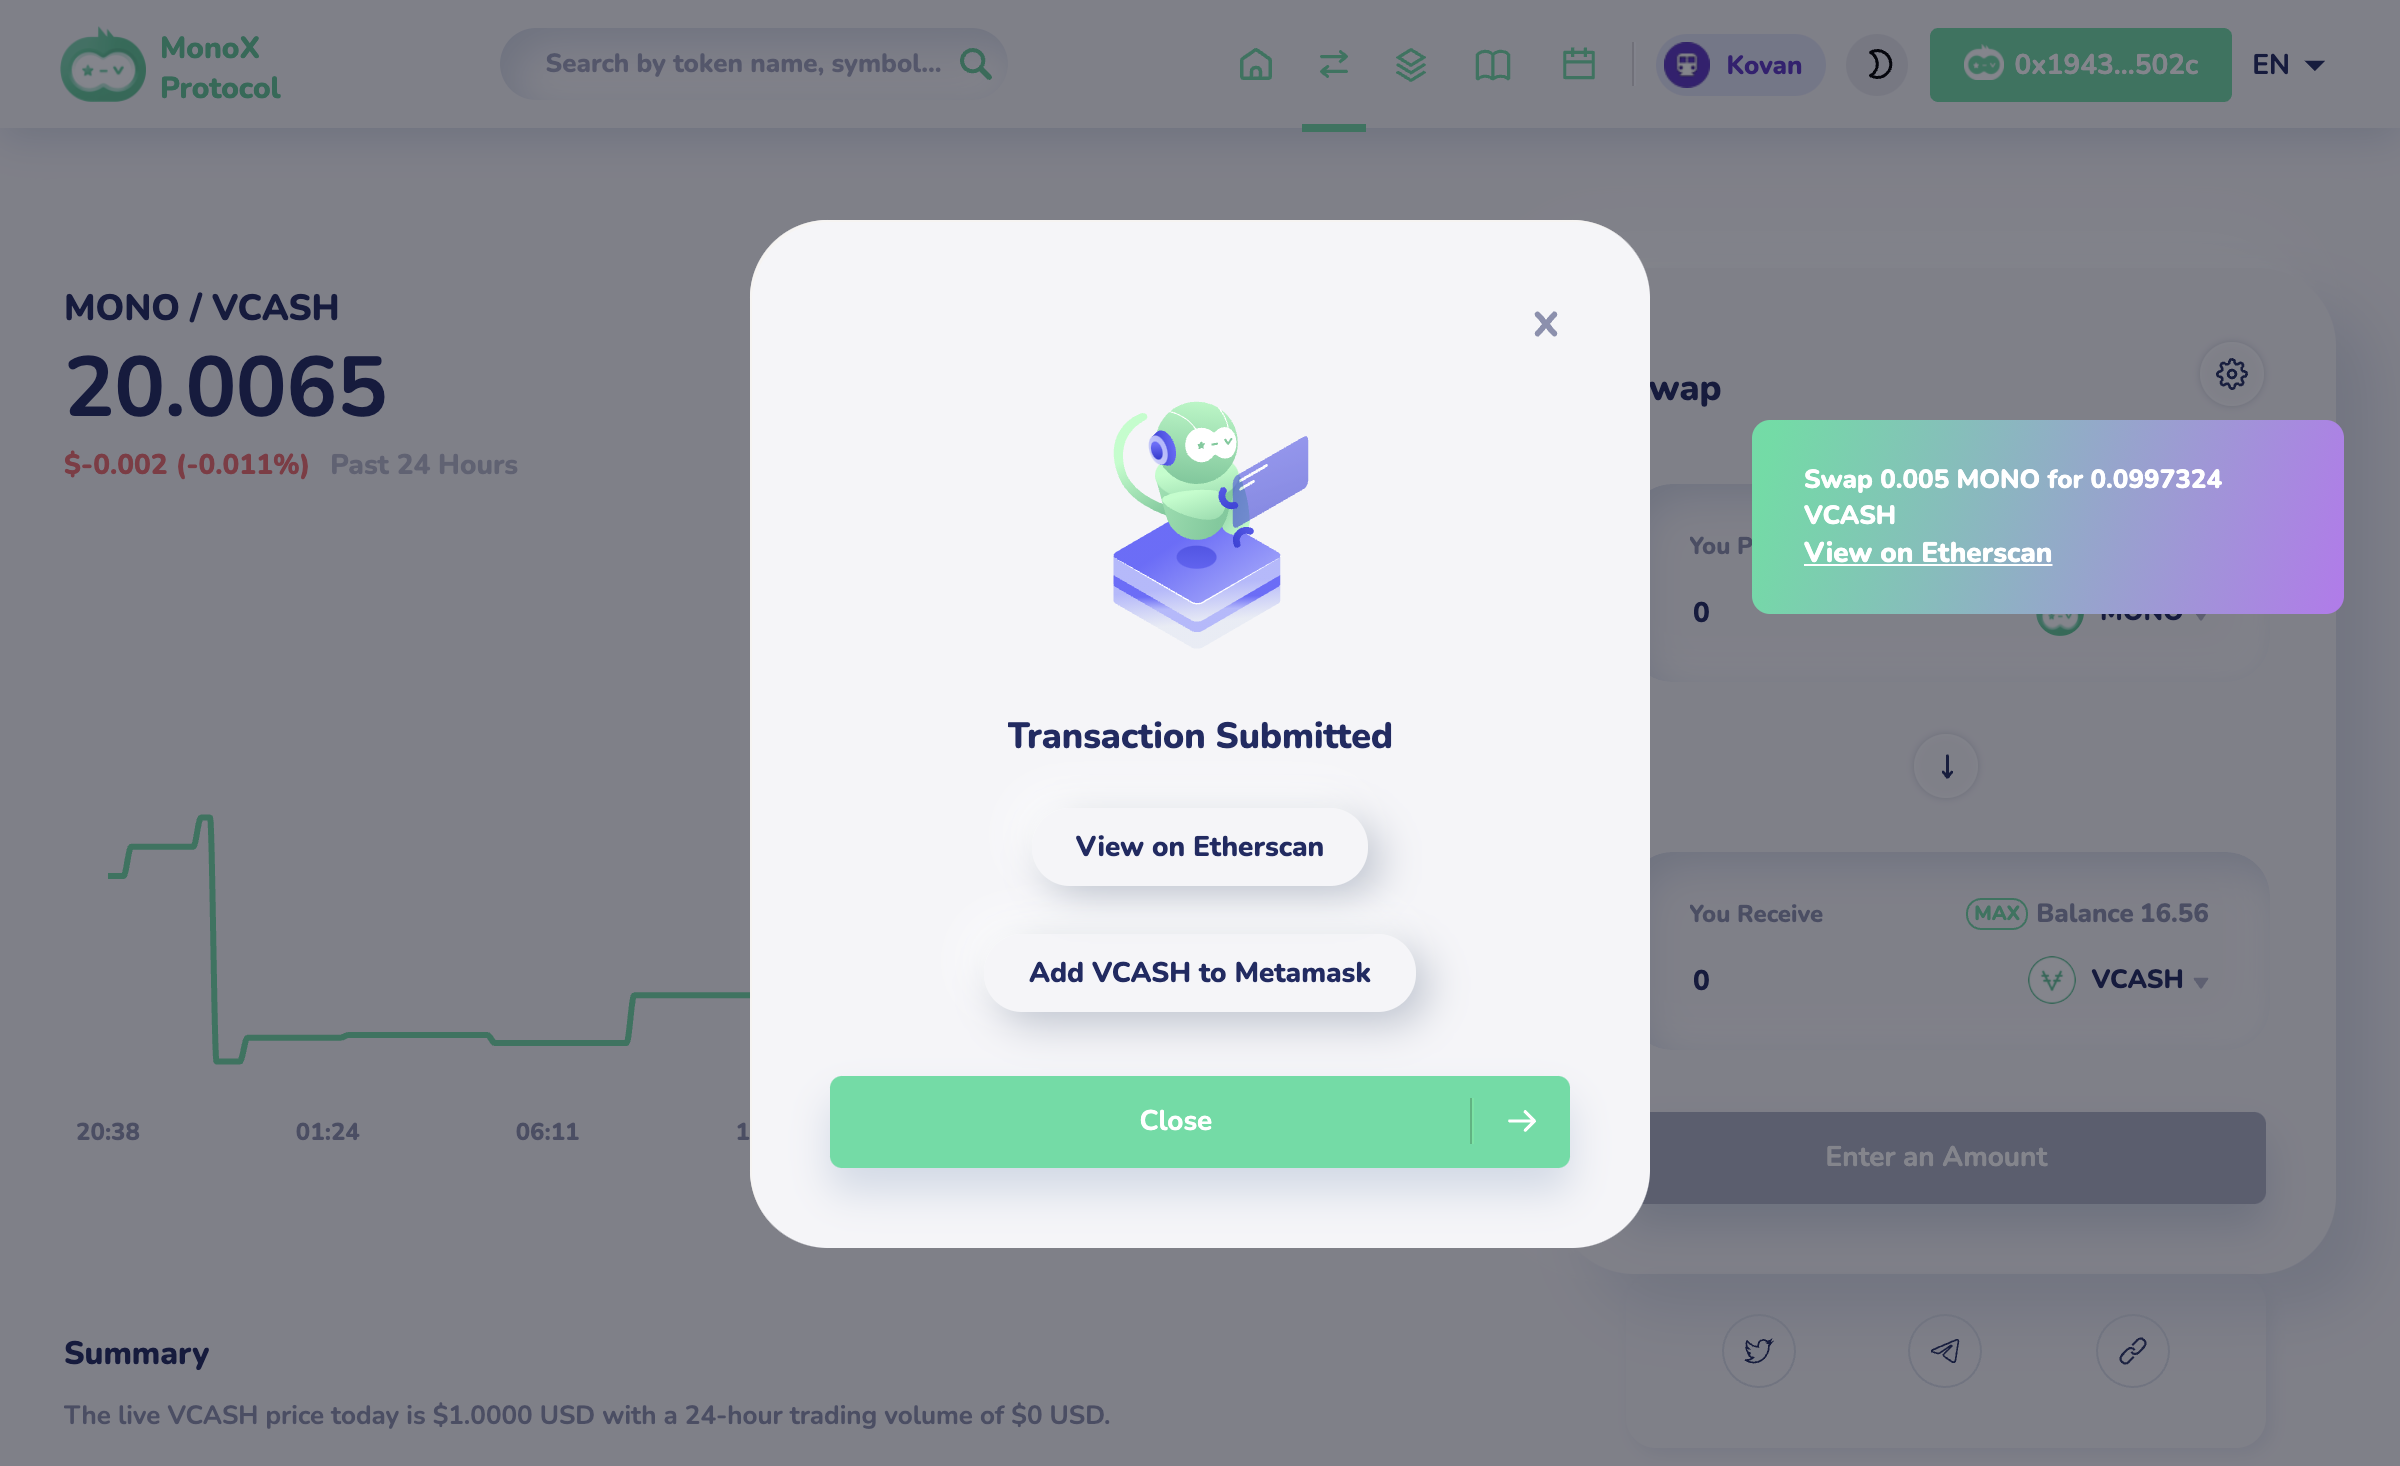 MonoX
Protocol
Search by token name, symbol...
Kovan
0x1943...502c
EN
MONO / VCASH
20.0065
$-0.002 (-0.011%) Past 24 Hours
20:38
01:24
06:11
Transaction Submitted
View on Etherscan
Add VCASH to Metamask
Close
wap
Swap 0.005 MONO for 0.0997324
VCASH
View on Etherscan
You P
0
MONO
You Receive
MAX Balance 16.56
0
VCASH
Enter an Amount
Summary
The live VCASH price today is $1.0000 USD with a 24-hour trading volume of $0 USD.